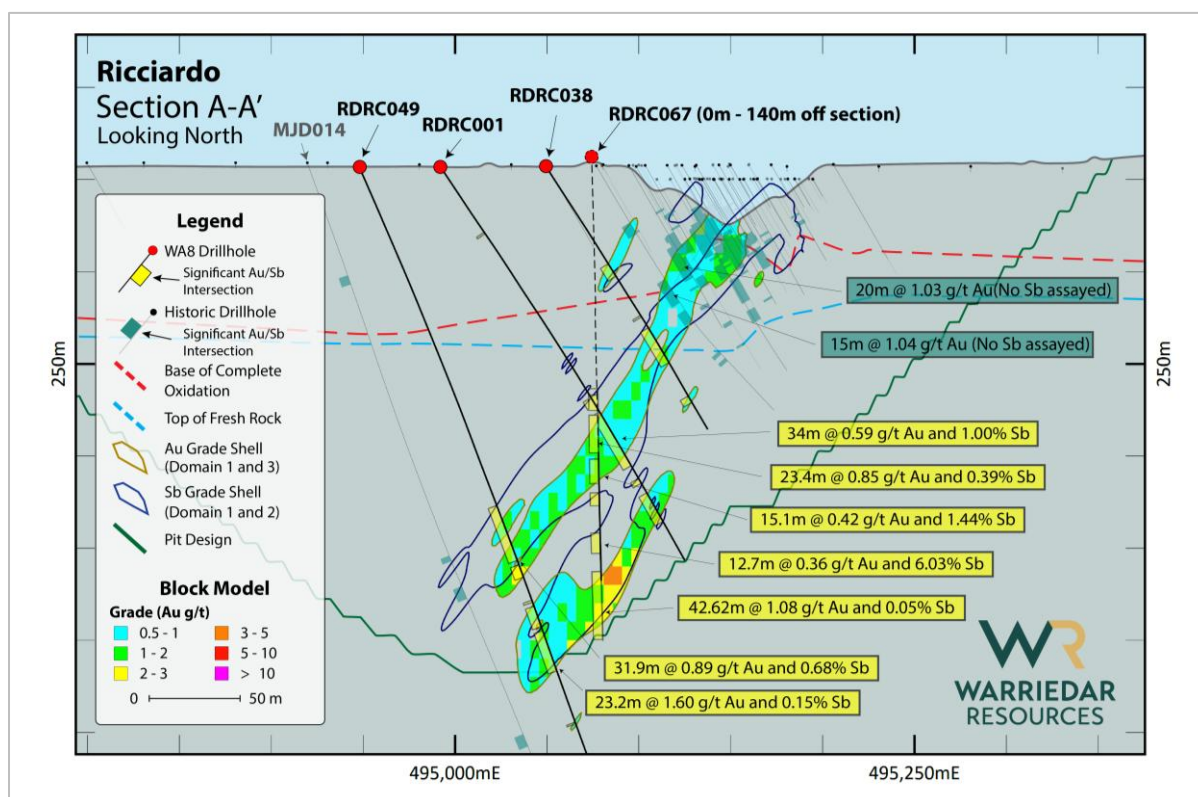 Ricciardo
Section A-A'
Looking North
MJD014
RDRC049
RDRC001
RDRC038
RDRC067 (0m - 140m off section)
Legend
WA8 Drillhole
Significant Au/Sb
Intersection
Historic Drillhole
Significant Au/Sb
Intersection
Base of Complete
Oxidation
Top of Fresh Rock
Au Grade Shell
(Domain 1 and 3)
Sb Grade Shell
(Domain 1 and 2)
Pit Design
Block Model
Grade (Au g/t)
0.5 - 1
3 - 5
1 - 2
5 - 10
2 - 3
> 10
0
50 m
250m
250m
20m @ 1.03 g/t Au(No Sb assayed)
15m @ 1.04 g/t Au (No Sb assayed)
34m @ 0.59 g/t Au and 1.00% Sb
23.4m @ 0.85 g/t Au and 0.39% Sb
15.1m @ 0.42 g/t Au and 1.44% Sb
12.7m @ 0.36 g/t Au and 6.03% Sb
42.62m @ 1.08 g/t Au and 0.05% Sb
31.9m @ 0.89 g/t Au and 0.68% Sb
23.2m @ 1.60 g/t Au and 0.15% Sb
WR
WARRIEDAR
RESOURCES
495,000mE
495,250mE